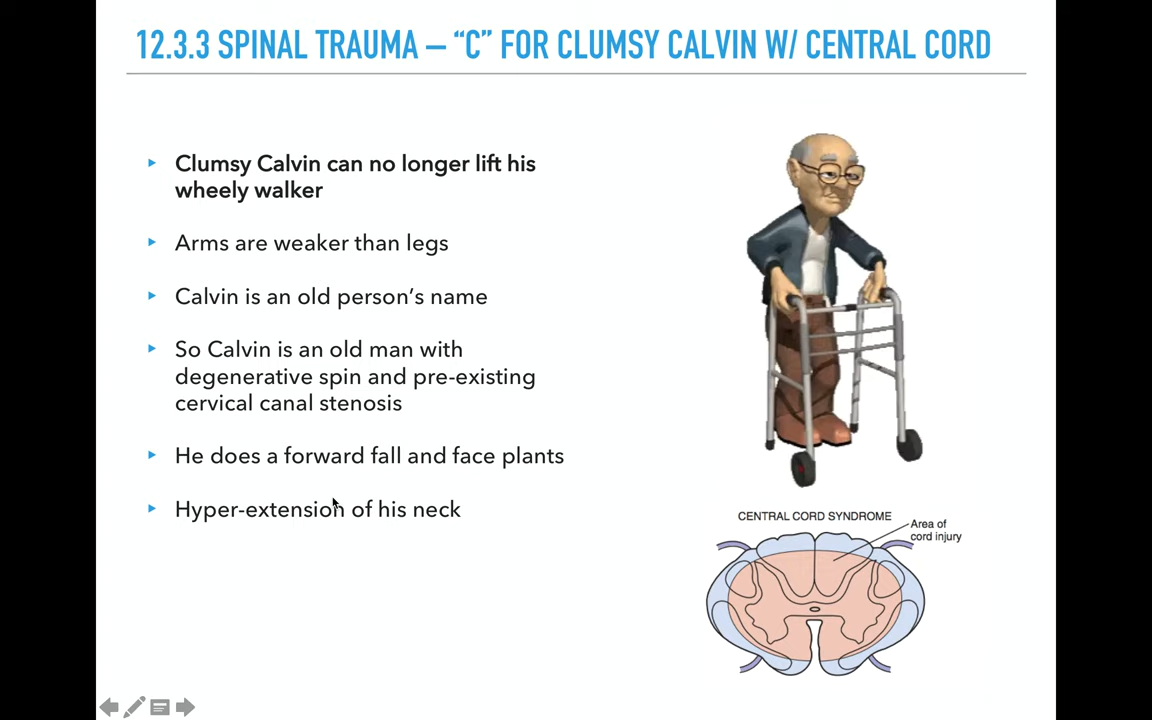 12.3.3 SPINAL TRAUMA – “C” FOR CLUMSY CALVIN W/ CENTRAL CORD
Clumsy Calvin can no longer lift his
wheely walker
Arms are weaker than legs
Calvin is an old person’s name
So Calvin is an old man with
degenerative spin and pre-existing
cervical canal stenosis
He does a forward fall and face plants
Hyper-extension of his neck
CENTRAL CORD SYNDROME
Area of
cord injury